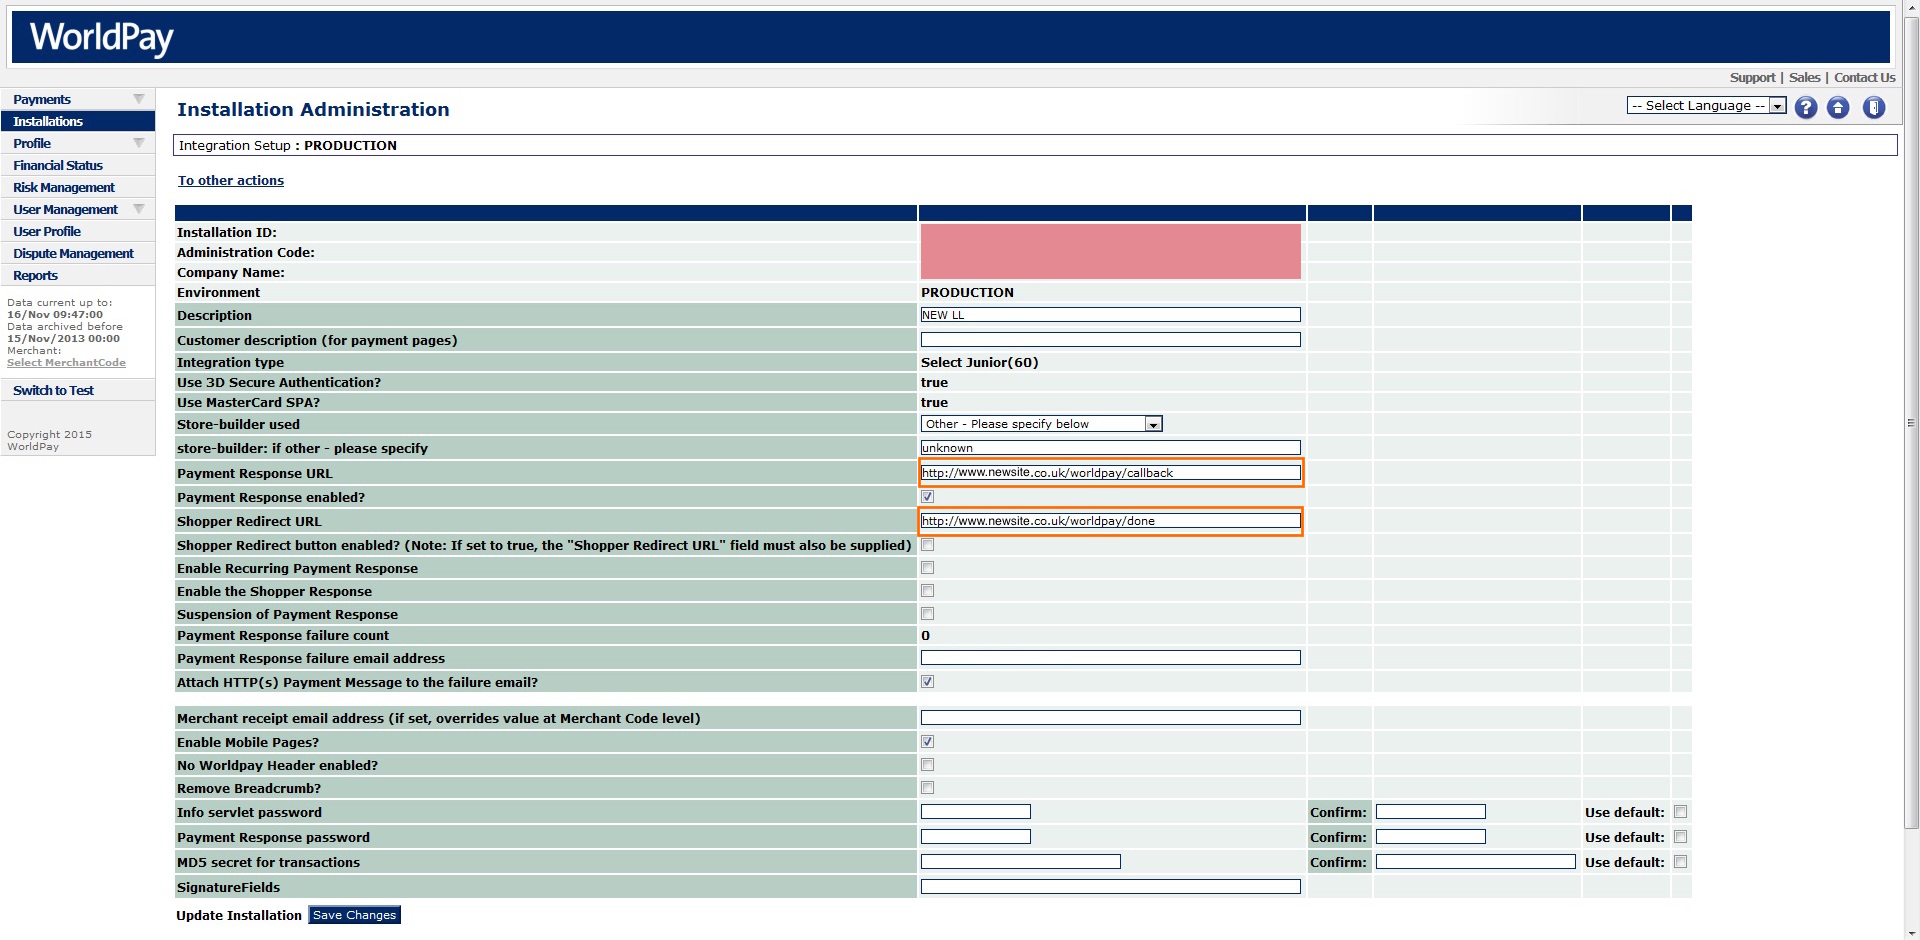 WorldPay
Support | Sales | Contact Us
Payments
Installations
Profile
Financial Status
Risk Management
User Management
User Profile
Dispute Management
Reports
Data current up to:
16/Nov 09:47:00
Data archived before
15/Nov/2013 00:00
Merchant:
Select MerchantCode
Switch to Test
Copyright 2015
WorldPay
Installation Administration
-- Select Language --
?
Integration Setup : PRODUCTION
To other actions
Installation ID:
Administration Code:
Company Name:
Environment PRODUCTION
Description NEW LL
Customer description (for payment pages)
Integration type Select Junior(60)
Use 3D Secure Authentication? true
Use MasterCard SPA? true
Store-builder used Other - Please specify below
store-builder: if other - please specify unknown
Payment Response URL http://www.newsite.co.uk/worldpay/callback
Payment Response enabled?
Shopper Redirect URL http://www.newsite.co.uk/worldpay/done
Shopper Redirect button enabled? (Note: If set to true, the "Shopper Redirect URL" field must also be supplied)
Enable Recurring Payment Response
Enable the Shopper Response
Suspension of Payment Response
Payment Response failure count 0
Payment Response failure email address
Attach HTTP(s) Payment Message to the failure email?
Merchant receipt email address (if set, overrides value at Merchant Code level)
Enable Mobile Pages?
No Worldpay Header enabled?
Remove Breadcrumb?
Info servlet password Confirm: Use default:
Payment Response password Confirm: Use default:
MD5 secret for transactions Confirm: Use default:
SignatureFields
Update Installation Save Changes